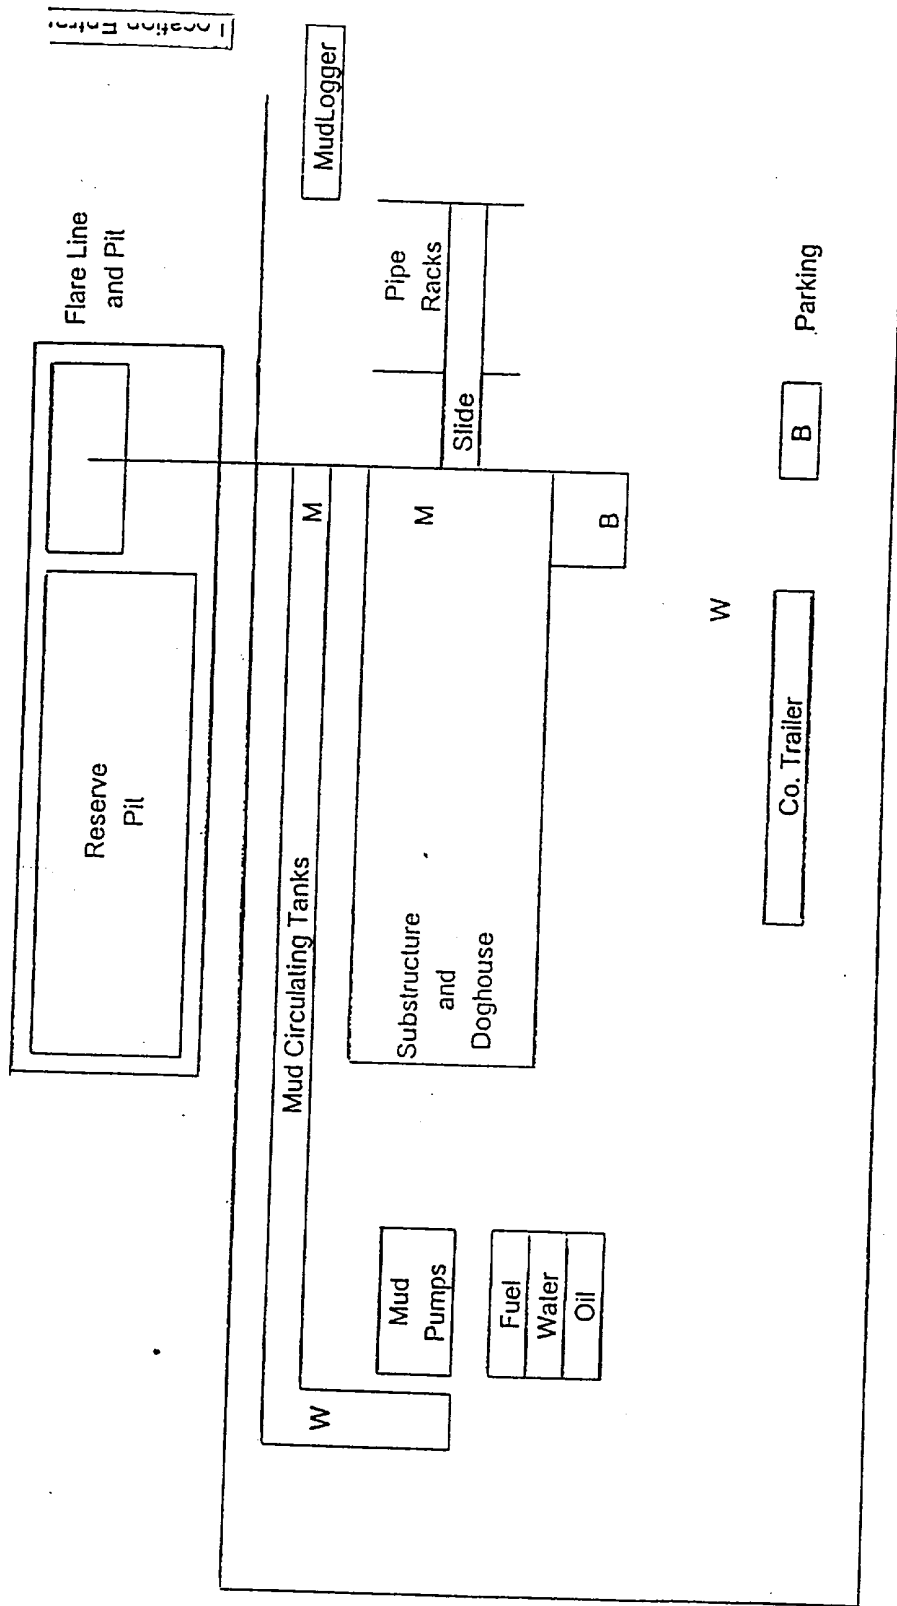 Location
Flare Line
and Pit
Reserve
Pit
MudLogger
Mud Circulating Tanks
M
W
Pipe
Racks
Slide
M
Substructure
and
Doghouse
Mud
Pumps
Fuel
Water
Oil
B
W
Co. Trailer
B
Parking